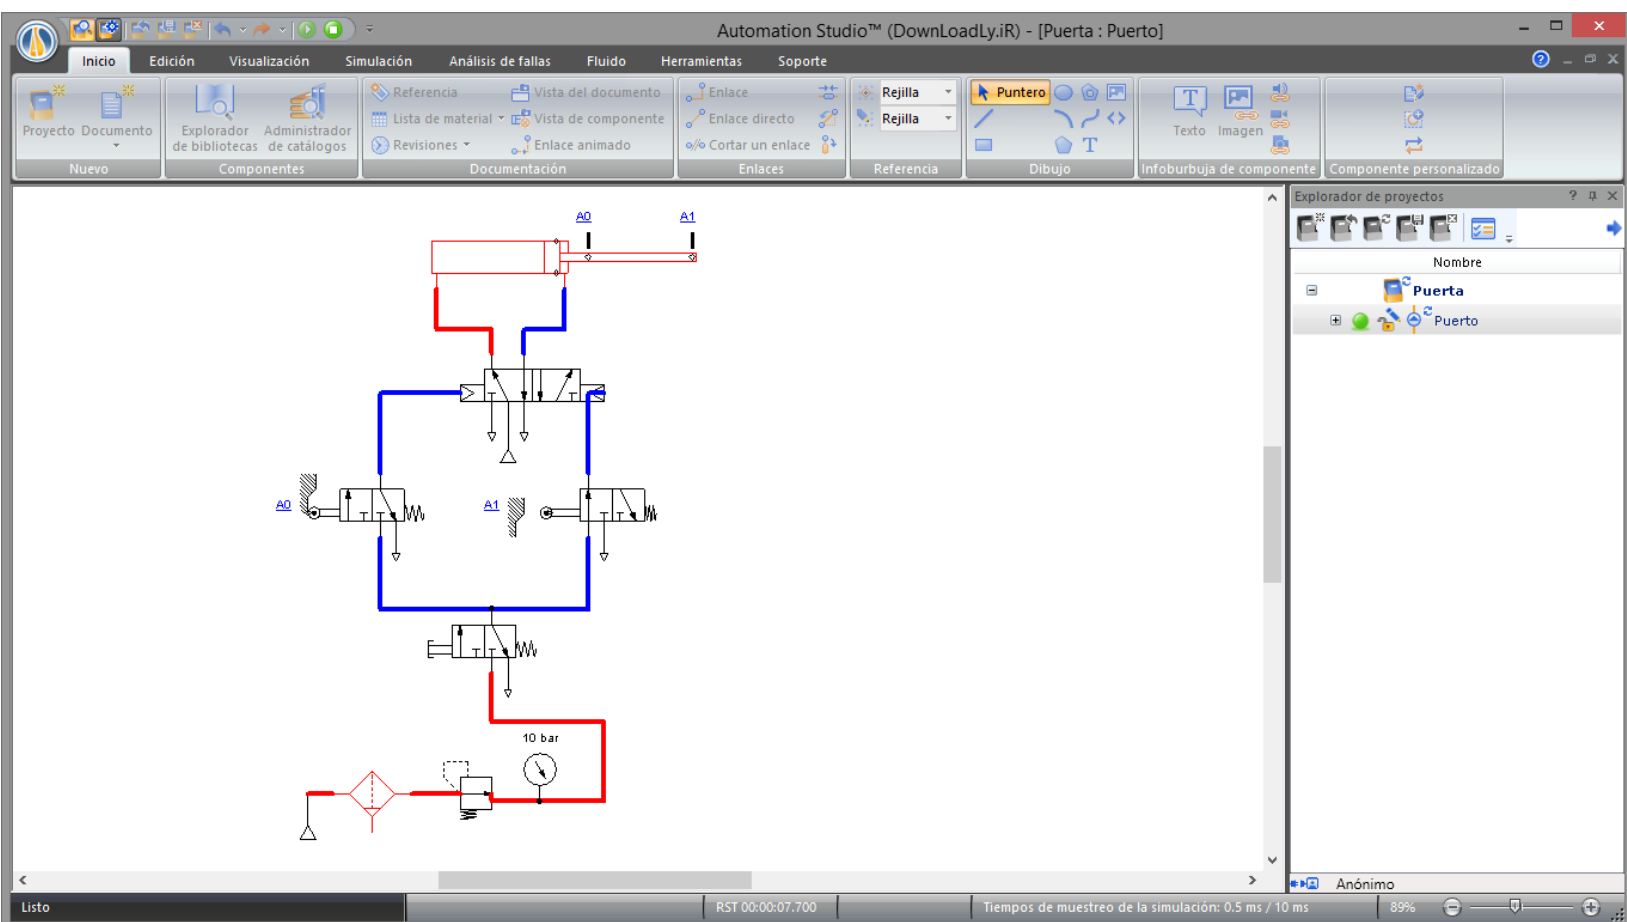 Automation Studio™ (DownLoadLy.iR) - [Puerta : Puerto]
Inicio Edición Visualización Simulación Análisis de fallas Fluido Herramientas Soporte
Proyecto Documento
Nuevo
Explorador de bibliotecas
Administrador de catálogos
Componentes
Referencia
Vista del documento
Lista de material
Vista de componente
Revisiones
Enlace animado
Documentación
Enlace
Enlace directo
Cortar un enlace
Enlaces
Rejilla
Rejilla
Referencia
Puntero
T
Dibujo
T
Texto Imagen
Infoburbuja de componente
Componente personalizado
A0 A1
A0 A1
10 bar
Explorador de proyectos
Nombre
Puerta
Puerto
Anónimo
Listo
RST 00:00:07.700
Tiempos de muestreo de la simulación: 0.5 ms / 10 ms
89%